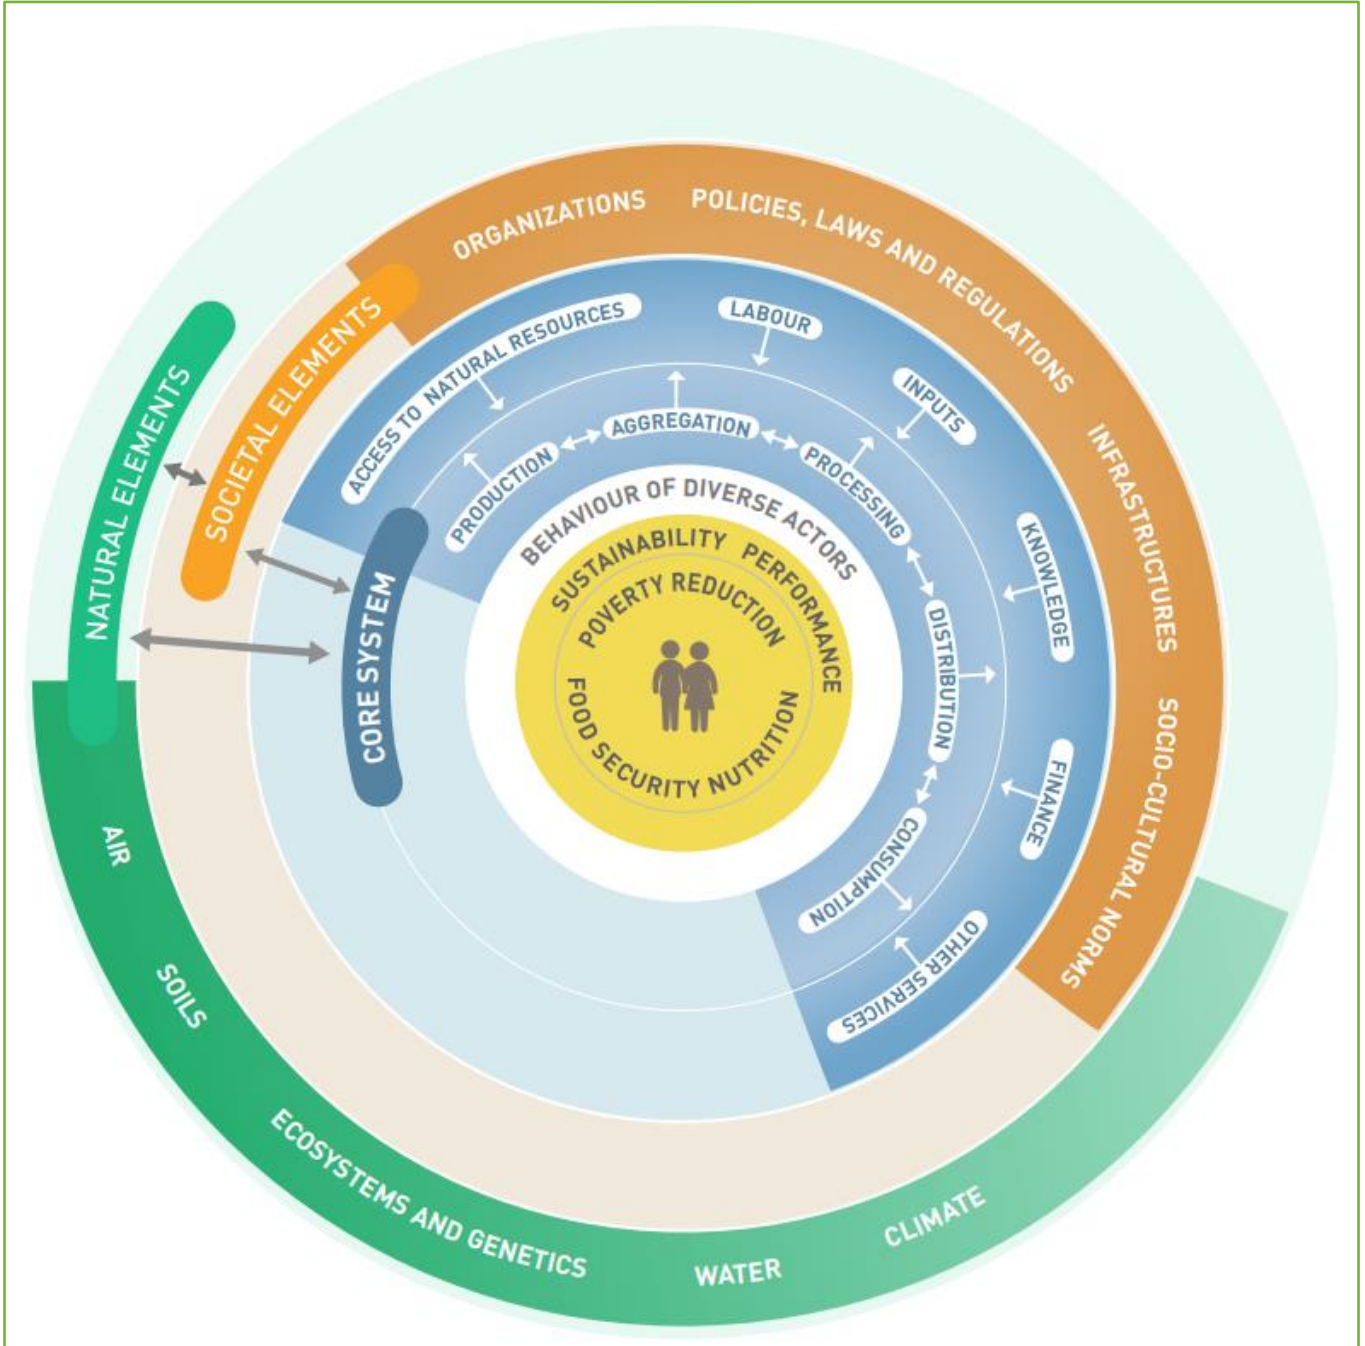 NATURAL ELEMENTS
AIR
SOILS
ECOSYSTEMS AND GENETICS
WATER
CLIMATE
SOCIETAL ELEMENTS
ORGANIZATIONS
POLICIES, LAWS AND REGULATIONS
INFRASTRUCTURES
SOCIO-CULTURAL NORMS
CORE SYSTEM
ACCESS TO NATURAL RESOURCES
LABOUR
INPUTS
KNOWLEDGE
FINANCE
OTHER SERVICES
PRODUCTION
AGGREGATION
PROCESSING
DISTRIBUTION
CONSUMPTION
BEHAVIOUR OF DIVERSE ACTORS
SUSTAINABILITY PERFORMANCE
POVERTY REDUCTION
FOOD SECURITY NUTRITION